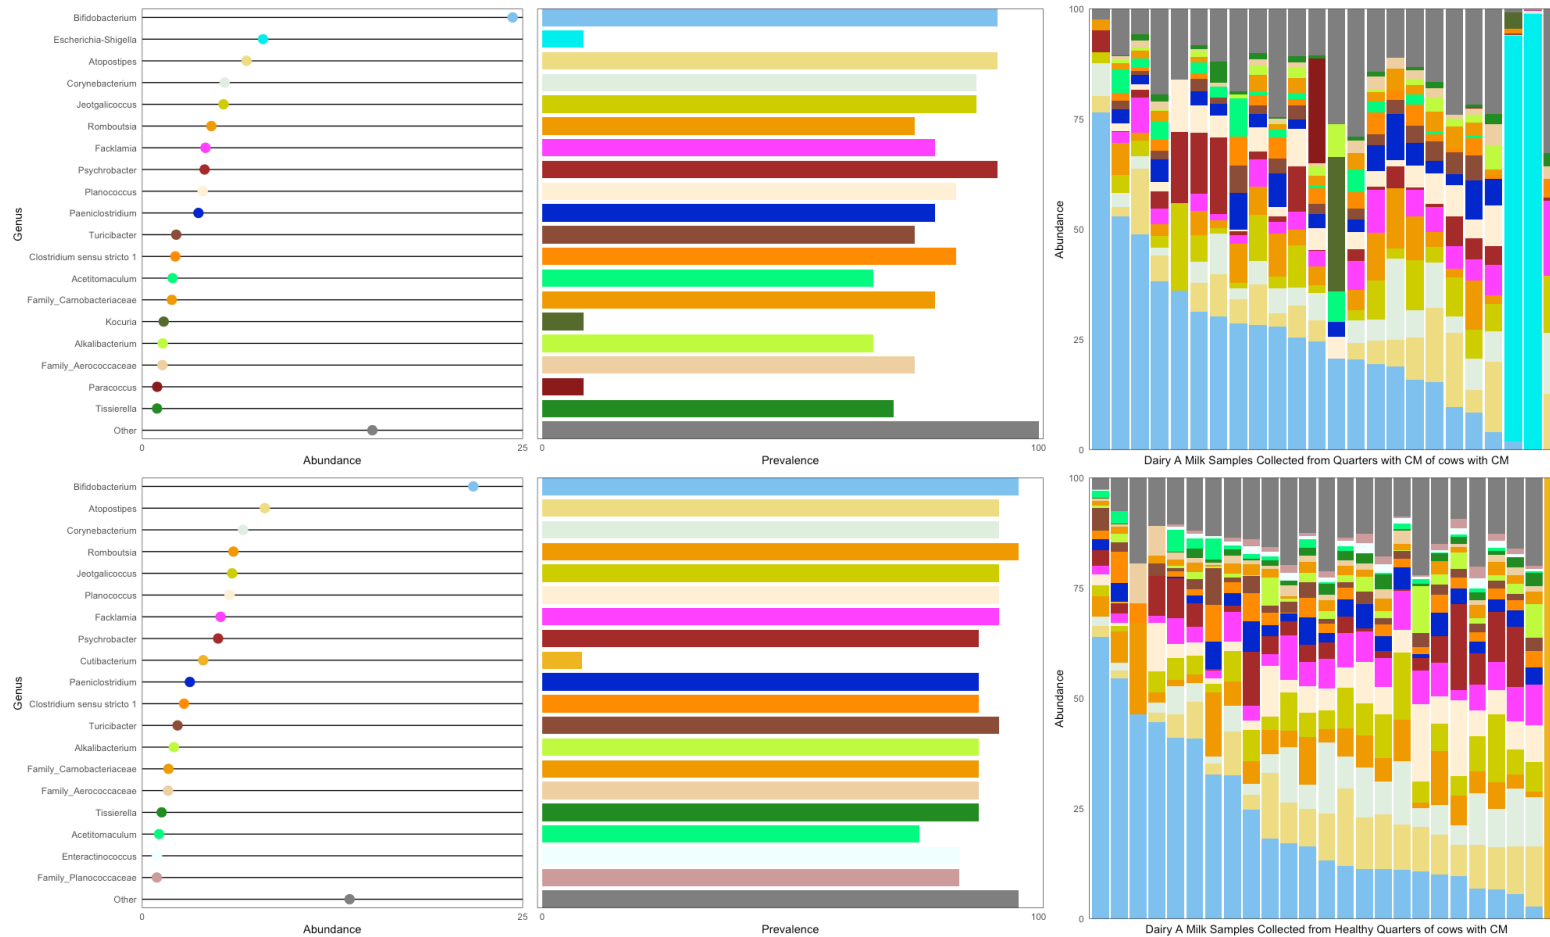 Genus
Bifidobacterium
Escherichia-Shigella
Atopostipes
Corynebacterium
Jeotgalicoccus
Romboutsia
Facklamia
Psychrobacter
Planococcus
Paeniclostridium
Turicibacter
Clostridium sensu stricto 1
Acetitomaculum
Family_Carnobacteriaceae
Kocuria
Alkalibacterium
Family_Aerococcaceae
Paracoccus
Tissierella
Other
0
25
Abundance
0
100
Prevalence
Abundance
100
75
50
25
0
Dairy A Milk Samples Collected from Quarters with CM of cows with CM
Genus
Bifidobacterium
Atopostipes
Corynebacterium
Romboutsia
Jeotgalicoccus
Planococcus
Facklamia
Psychrobacter
Cutibacterium
Paeniclostridium
Clostridium sensu stricto 1
Turicibacter
Alkalibacterium
Family_Carnobacteriaceae
Family_Aerococcaceae
Tissierella
Acetitomaculum
Enteractinococcus
Family_Planococcaceae
Other
0
25
Abundance
0
100
Prevalence
Abundance
100
75
50
25
0
Dairy A Milk Samples Collected from Healthy Quarters of cows with CM